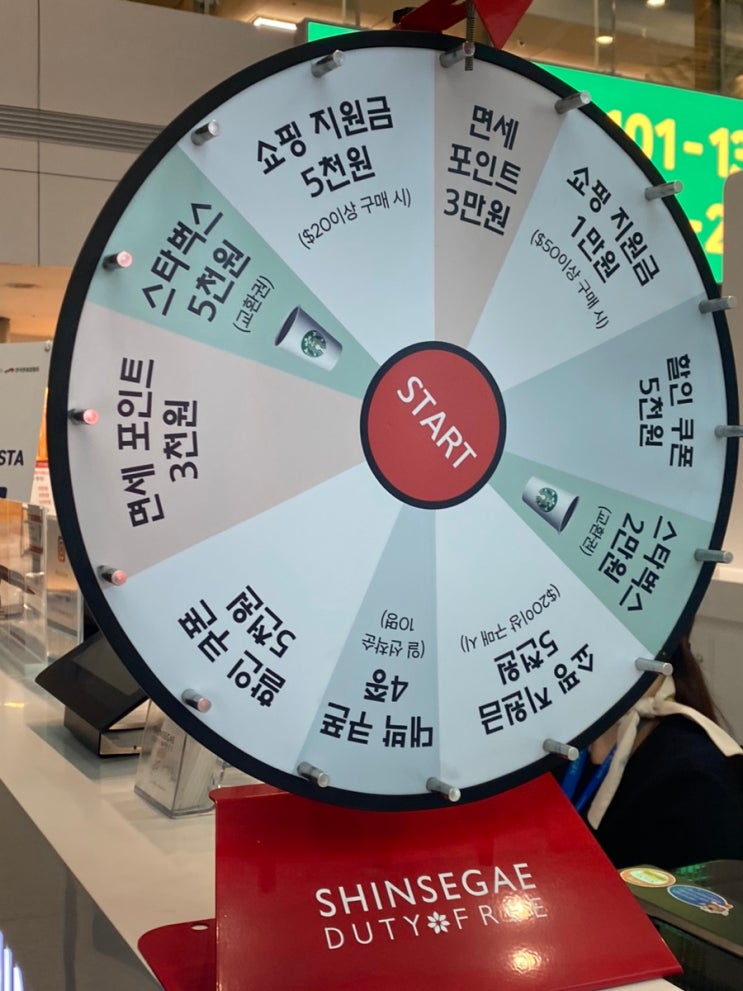 쇼핑 지원금
5천원
($20이상 구매 시)
면세
포인트
3만원
쇼핑 지원금
1만원
($50이상 구매 시)
할인 쿠폰
5천원
스타벅스
2만원
(교환권)
쇼핑 지원금
5천원
($20이상 구매 시)
대박 쿠폰
4종
(일 선착순
10명)
할인 쿠폰
5천원
면세 포인트
3천원
스타벅스
5천원
(교환권)
START
SHINSEGAE
DUTY FREE
101-13
STA